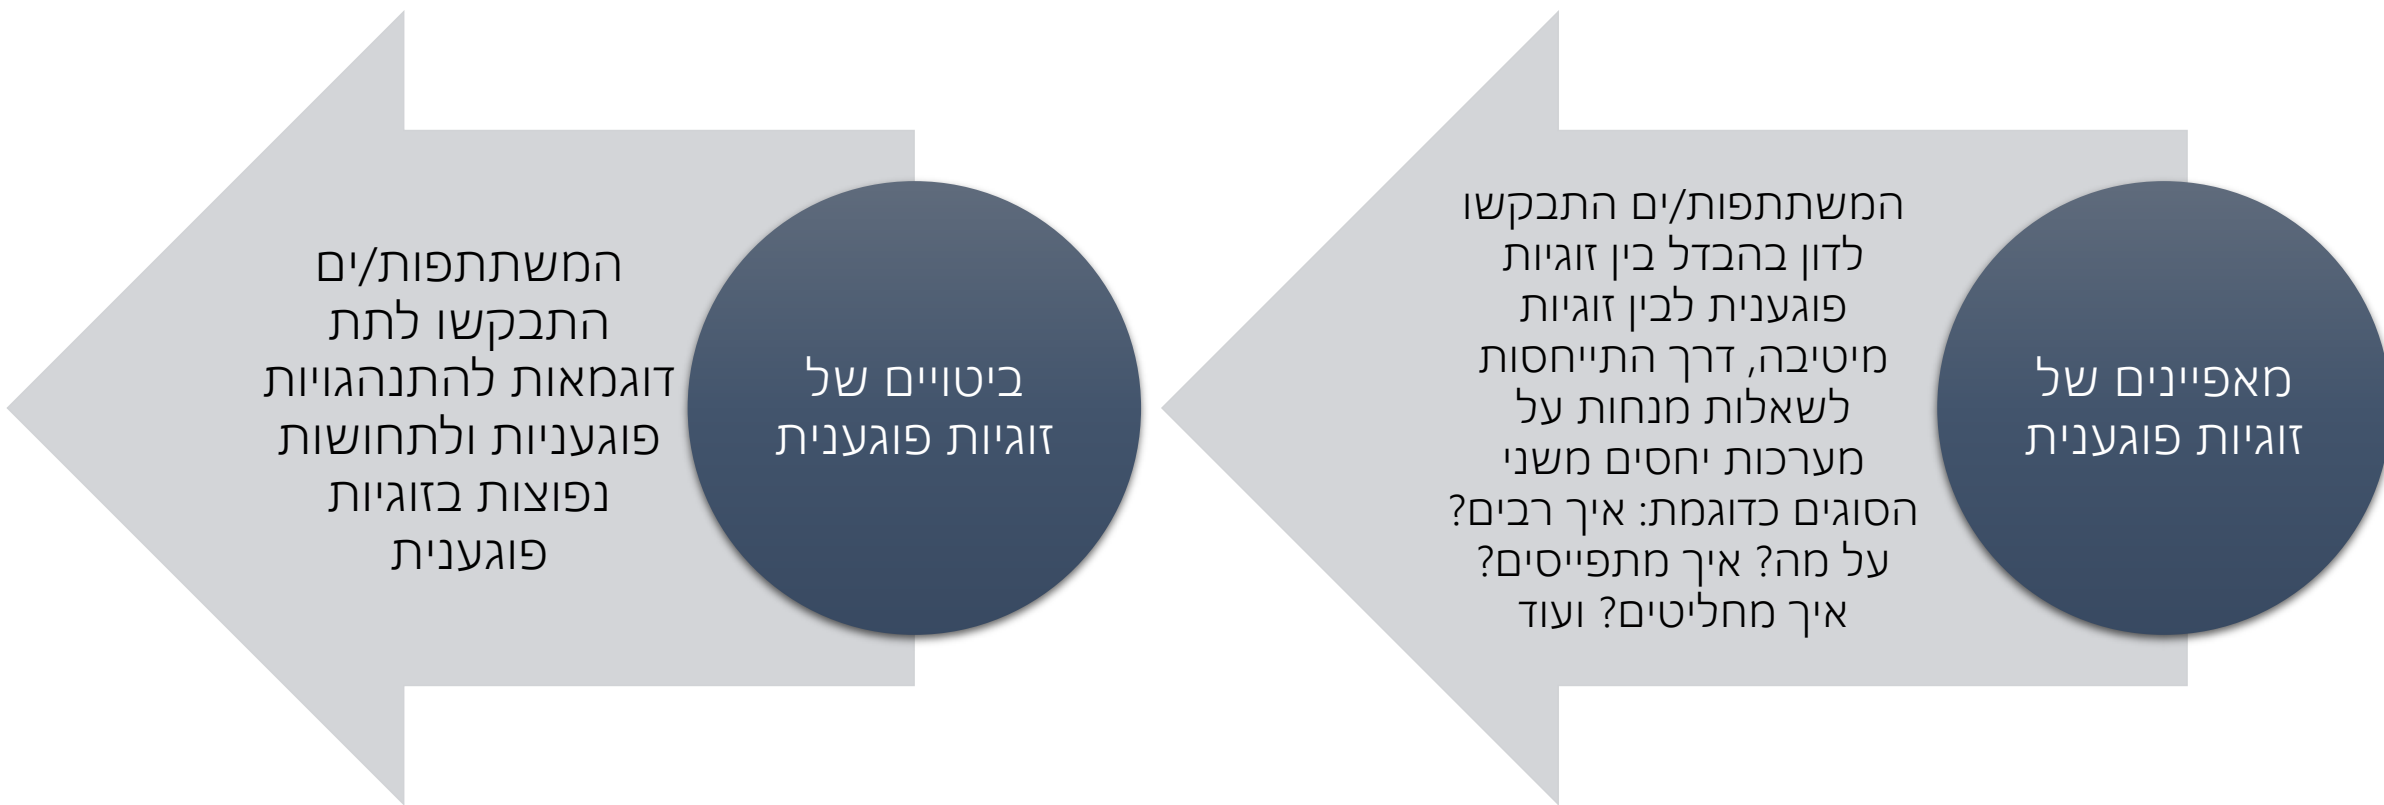 מאפיינים של
זוגיות פוגענית
המשתתפות/ים התבקשו
לדון בהבדל בין זוגיות
פוגענית לבין זוגיות
מיטיבה, דרך התייחסות
לשאלות מנחות על
מערכות יחסים משני
הסוגים כדוגמת: איך רבים?
על מה? איך מתפייסים?
איך מחליטים? ועוד
ביטויים של
זוגיות פוגענית
המשתתפות/ים
התבקשו לתת
דוגמאות להתנהגויות
פוגעניות ולתחושות
נפוצות בזוגיות
פוגענית